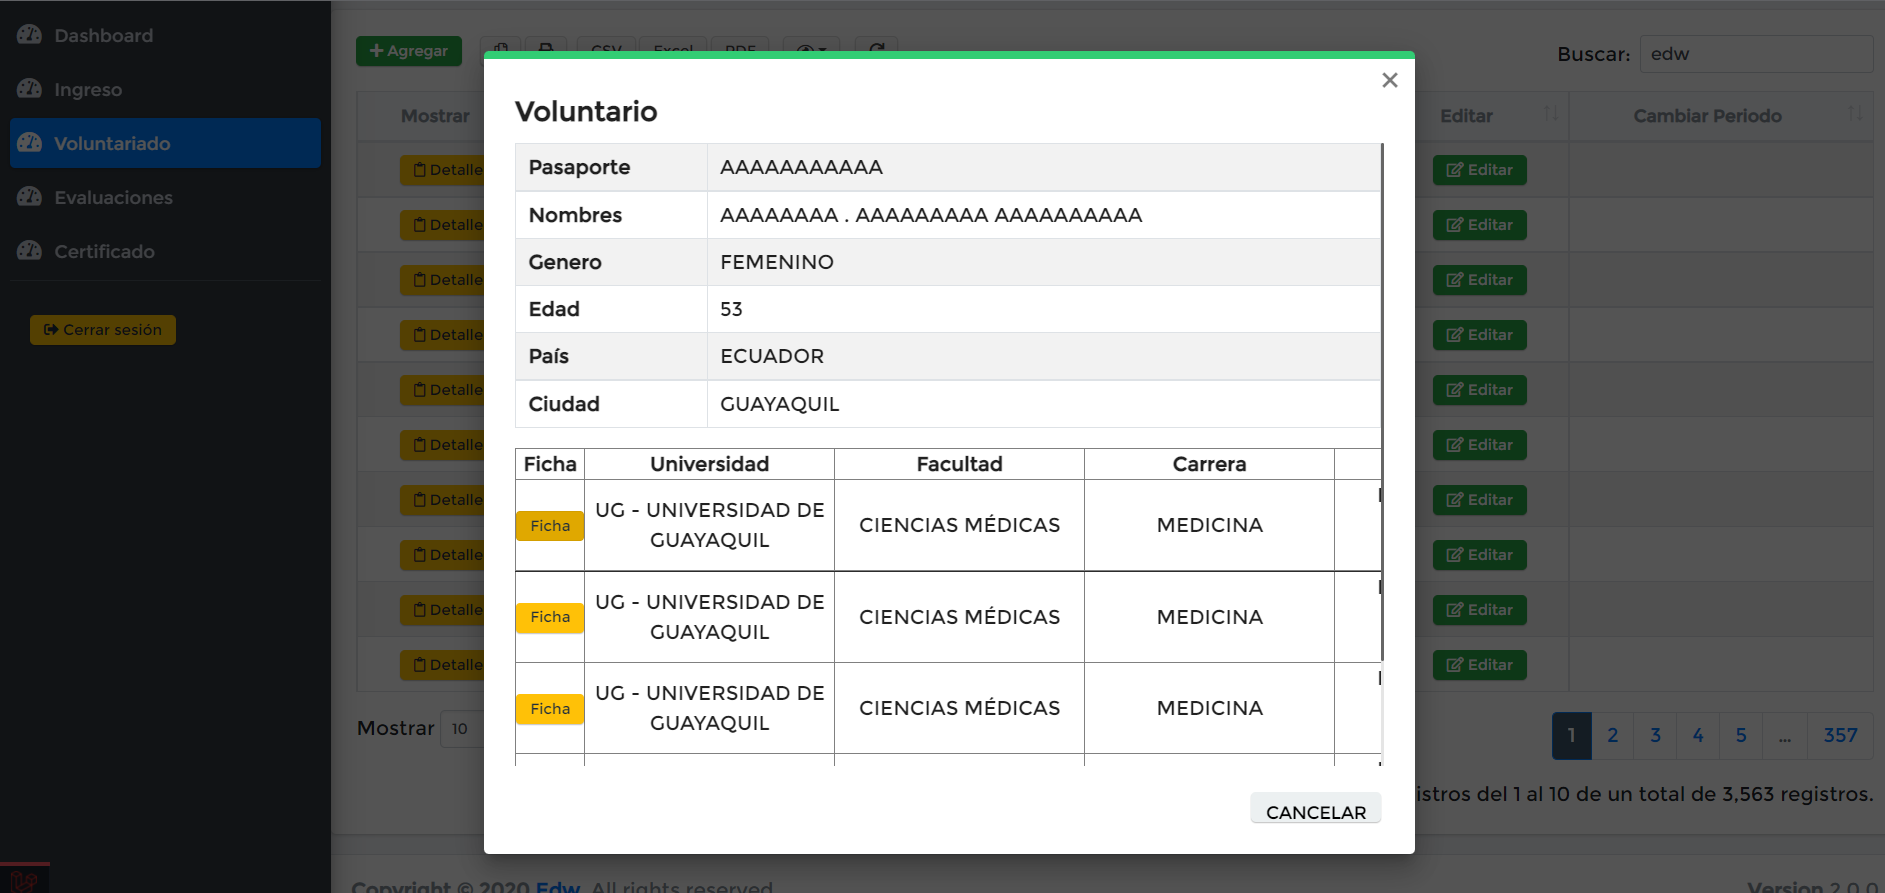 Dashboard
Ingreso
Voluntariado
Evaluaciones
Certificado
Cerrar sesión
Agregar
CSV
Excel
PDF
Buscar: edw
Mostrar
Editar
Cambiar Periodo
Detalle
Editar
Detalle
Editar
Detalle
Editar
Detalle
Editar
Detalle
Editar
Detalle
Editar
Detalle
Editar
Detalle
Editar
Detalle
Editar
Detalle
Editar
Voluntario
Pasaporte AAAAAAAAAAA
Nombres AAAAAAAA . AAAAAAAAA AAAAAAAAAA
Genero FEMENINO
Edad 53
País ECUADOR
Ciudad GUAYAQUIL
Ficha Universidad Facultad Carrera
Ficha UG - UNIVERSIDAD DE GUAYAQUIL CIENCIAS MÉDICAS MEDICINA
Ficha UG - UNIVERSIDAD DE GUAYAQUIL CIENCIAS MÉDICAS MEDICINA
Ficha UG - UNIVERSIDAD DE GUAYAQUIL CIENCIAS MÉDICAS MEDICINA
CANCELAR
Mostrar 10
1 2 3 4 5 ... 357
istros del 1 al 10 de un total de 3,563 registros.
Copyright © 2020 Edw. All rights reserved
Version 2.0.0